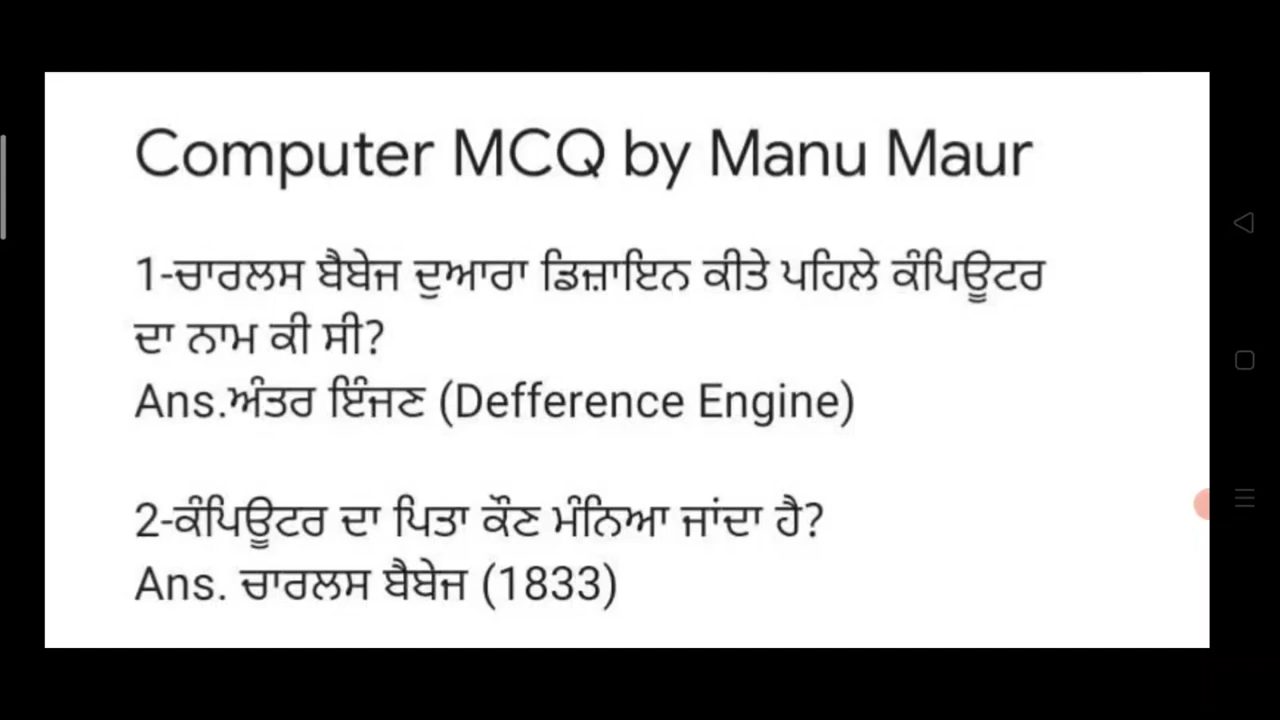 Computer MCQ by Manu Maur
1-ਚਾਰਲਸ ਬੈਬੇਜ ਦੁਆਰਾ ਡਿਜ਼ਾਇਨ ਕੀਤੇ ਪਹਿਲੇ ਕੰਪਿਊਟਰ
ਦਾ ਨਾਮ ਕੀ ਸੀ?
Ans.ਅੰਤਰ ਇੰਜਣ (Defference Engine)
2-ਕੰਪਿਊਟਰ ਦਾ ਪਿਤਾ ਕੌਣ ਮੰਨਿਆ ਜਾਂਦਾ ਹੈ?
Ans. ਚਾਰਲਸ ਬੈਬੇਜ (1833)